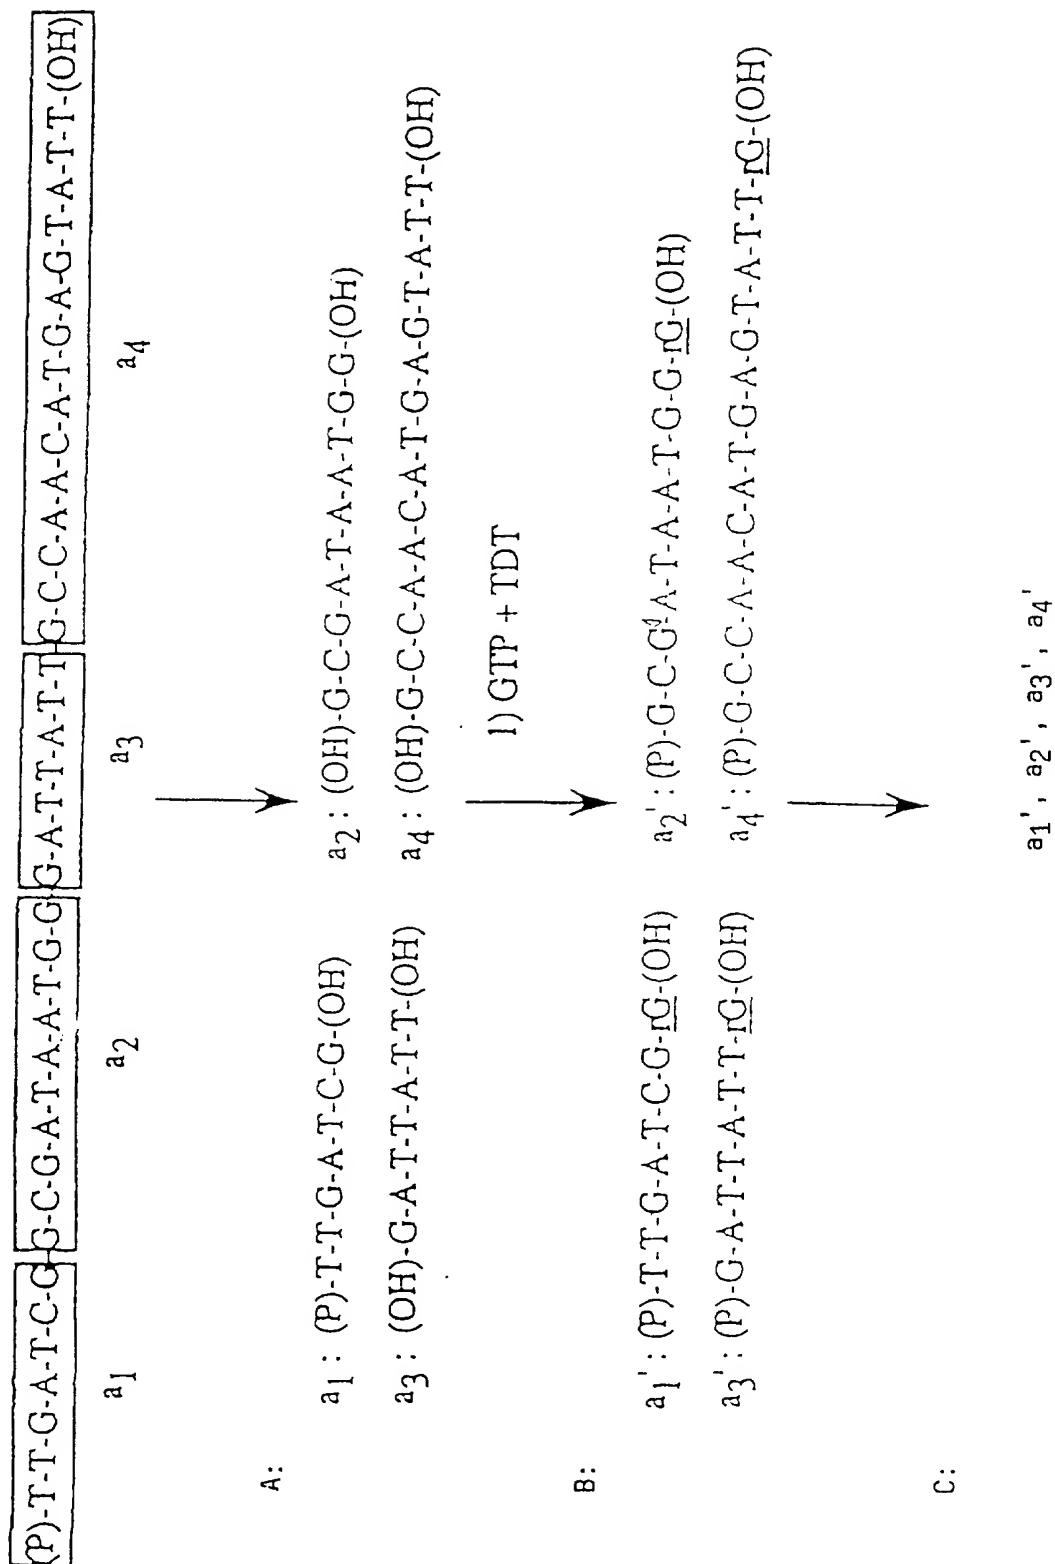 (P)-T-T-G-A-T-C-G G-C-G-A-T-A-A-T-G-G G-A-T-T-A-T-T G-C-C-A-A-C-A-T-G-A-G-T-A-T-T-(OH)
a1 a2 a3 a4
A:
a1 : (P)-T-T-G-A-T-C-G-(OH) a2 : (OH)-G-C-G-A-T-A-A-T-G-G-(OH)
a3 : (OH)-G-A-T-T-A-T-T-(OH) a4 : (OH)-G-C-C-A-A-C-A-T-G-A-G-T-A-T-T-(OH)
1) GTP + TDT
B:
a1' : (P)-T-T-G-A-T-C-G-rG-(OH) a2' : (P)-G-C-G-A-T-A-A-T-G-G-rG-(OH)
a3' : (P)-G-A-T-T-A-T-T-rG-(OH) a4' : (P)-G-C-C-A-A-C-A-T-G-A-G-T-A-T-T-rG-(OH)
C:
a1', a2', a3', a4'